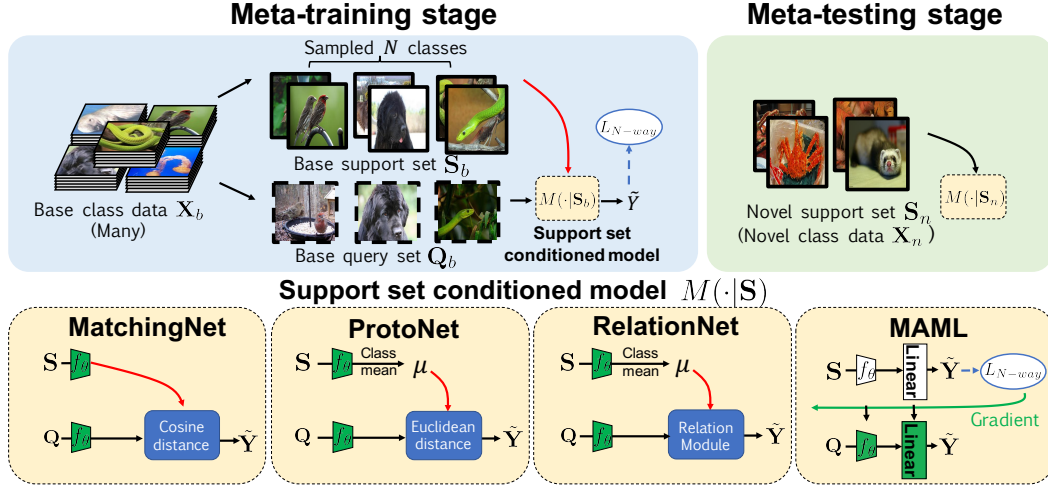 Meta-training stage
Meta-testing stage
Sampled N classes
Base support set S_b
Base class data X_b
(Many)
Base query set Q_b
L_{N-way}
M(·|S_b)
Ỹ
Support set
conditioned model
Novel support set S_n
(Novel class data X_n)
M(·|S_n)
Support set conditioned model M(·|S)
MatchingNet
S
f_θ
Q
f_θ
Cosine
distance
Ỹ
ProtoNet
S
f_θ
Class
mean
μ
Q
f_θ
Euclidean
distance
Ỹ
RelationNet
S
f_θ
Class
mean
μ
Q
f_θ
Relation
Module
Ỹ
MAML
S
f_θ
Linear
Ỹ
L_{N-way}
Gradient
Q
f_θ
Linear
Ỹ